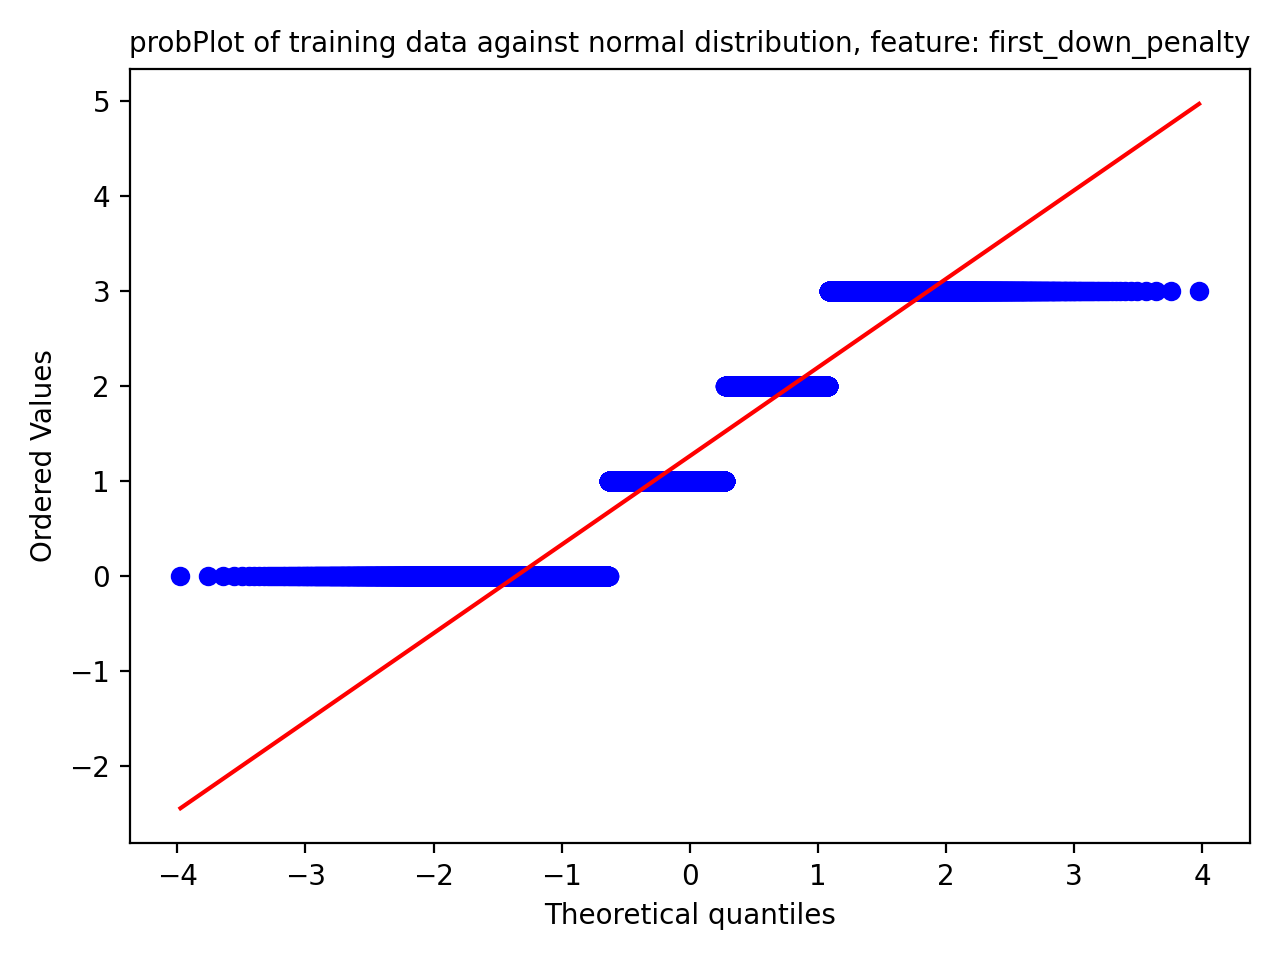 probPlot of training data against normal distribution, feature: first_down_penalty
5
4
3
2
1
0
−1
−2
Ordered Values
−4 −3 −2 −1 0 1 2 3 4
Theoretical quantiles